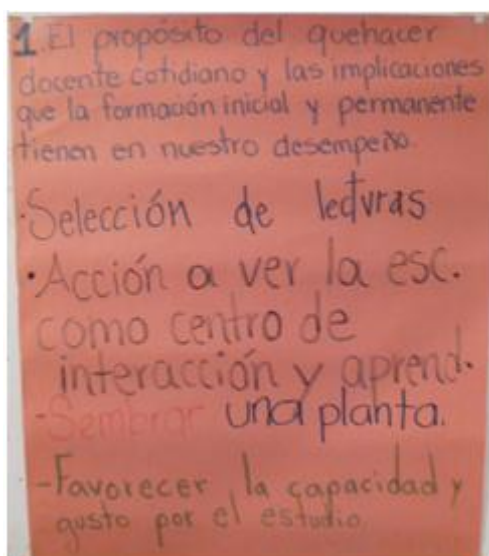 1. El propósito del quehacer
docente cotidiano y las implicaciones
que la formación inicial y permanente
tienen en nuestro desempeño.
·Selección de lecturas
·Acción a ver la esc.
como centro de
interacción y aprend.
-Sembrar una planta.
-Favorecer la capacidad y
gusto por el estudio